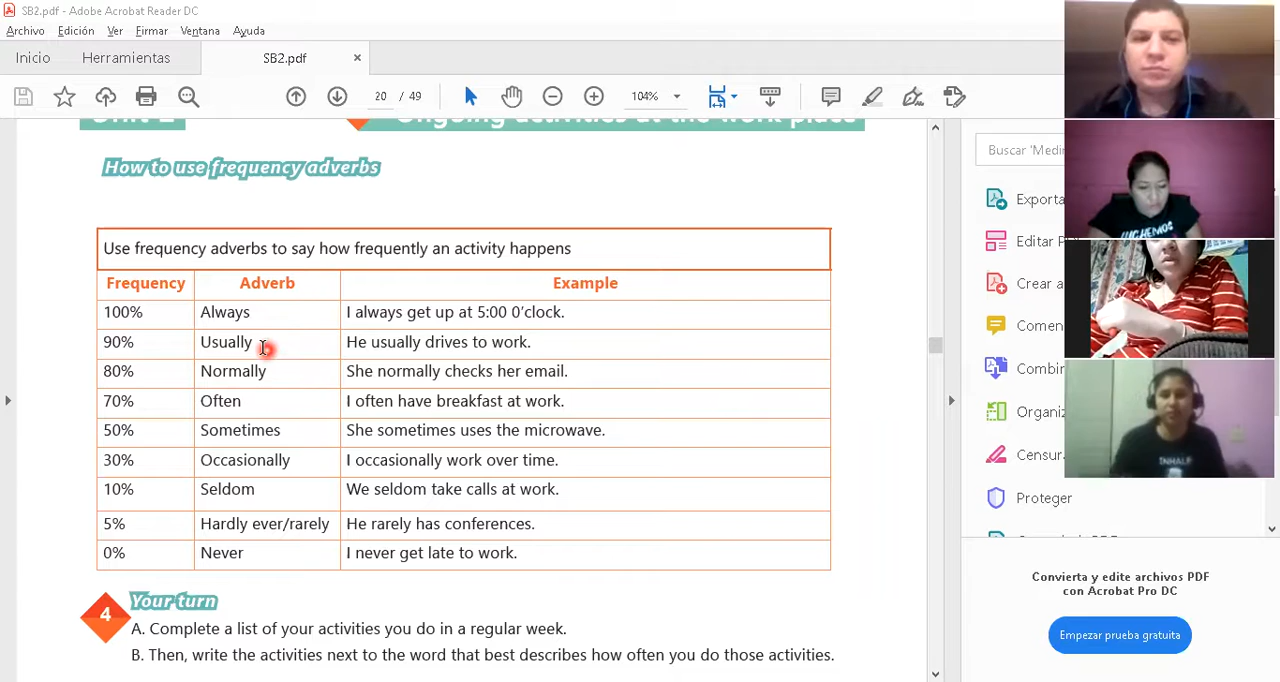 SB2.pdf - Adobe Acrobat Reader DC
Archivo Edición Ver Firmar Ventana Ayuda
Inicio Herramientas SB2.pdf ×
20 / 49 104%
Ongoing activities at the work place
How to use frequency adverbs
Use frequency adverbs to say how frequently an activity happens
Frequency Adverb Example
100% Always I always get up at 5:00 0'clock.
90% Usually He usually drives to work.
80% Normally She normally checks her email.
70% Often I often have breakfast at work.
50% Sometimes She sometimes uses the microwave.
30% Occasionally I occasionally work over time.
10% Seldom We seldom take calls at work.
5% Hardly ever/rarely He rarely has conferences.
0% Never I never get late to work.
4 Your turn
A. Complete a list of your activities you do in a regular week.
B. Then, write the activities next to the word that best describes how often you do those activities.
Buscar 'Medi
Exporta
Editar P
Crear a
Comen
Combin
Organiz
Censur
Proteger
Convierta y edite archivos PDF
con Acrobat Pro DC
Empezar prueba gratuita
INHALE